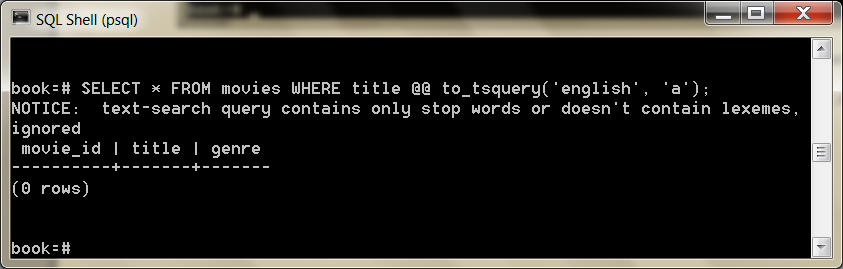 SQL Shell (psql)
book=# SELECT * FROM movies WHERE title @@ to_tsquery('english', 'a');
NOTICE:  text-search query contains only stop words or doesn't contain lexemes,
ignored
 movie_id | title | genre
----------+-------+-------
(0 rows)
book=#